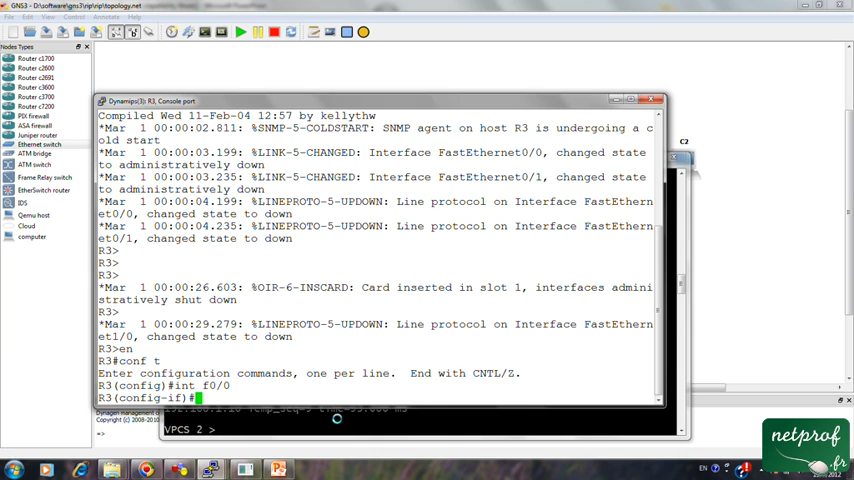 GNS3 - D:\software\gns3\rip\rip\topology.net
File Edit View Control Annotate Help
Nodes Types
Router c1700
Router c2600
Router c2691
Router c3600
Router c3700
Router c7200
PIX firewall
ASA firewall
Juniper router
Ethernet switch
ATM bridge
ATM switch
Frame Relay switch
EtherSwitch router
IDS
Qemu host
Cloud
computer
Dynamips(3): R3, Console port
Compiled Wed 11-Feb-04 12:57 by kellythw
*Mar  1 00:00:02.811: %SNMP-5-COLDSTART: SNMP agent on host R3 is undergoing a c
old start
*Mar  1 00:00:03.199: %LINK-5-CHANGED: Interface FastEthernet0/0, changed state
to administratively down
*Mar  1 00:00:03.235: %LINK-5-CHANGED: Interface FastEthernet0/1, changed state
to administratively down
*Mar  1 00:00:04.199: %LINEPROTO-5-UPDOWN: Line protocol on Interface FastEthern
et0/0, changed state to down
*Mar  1 00:00:04.235: %LINEPROTO-5-UPDOWN: Line protocol on Interface FastEthern
et0/1, changed state to down
R3>
R3>
R3>
*Mar  1 00:00:26.603: %OIR-6-INSCARD: Card inserted in slot 1, interfaces admini
stratively shut down
R3>
*Mar  1 00:00:29.279: %LINEPROTO-5-UPDOWN: Line protocol on Interface FastEthern
et1/0, changed state to down
R3>en
R3#conf t
Enter configuration commands, one per line.  End with CNTL/Z.
R3(config)#int f0/0
R3(config-if)#
C2
Dynagen management
Copyright (c) 2008-
=>
VPCS 2 >
netprof
.fr
EN